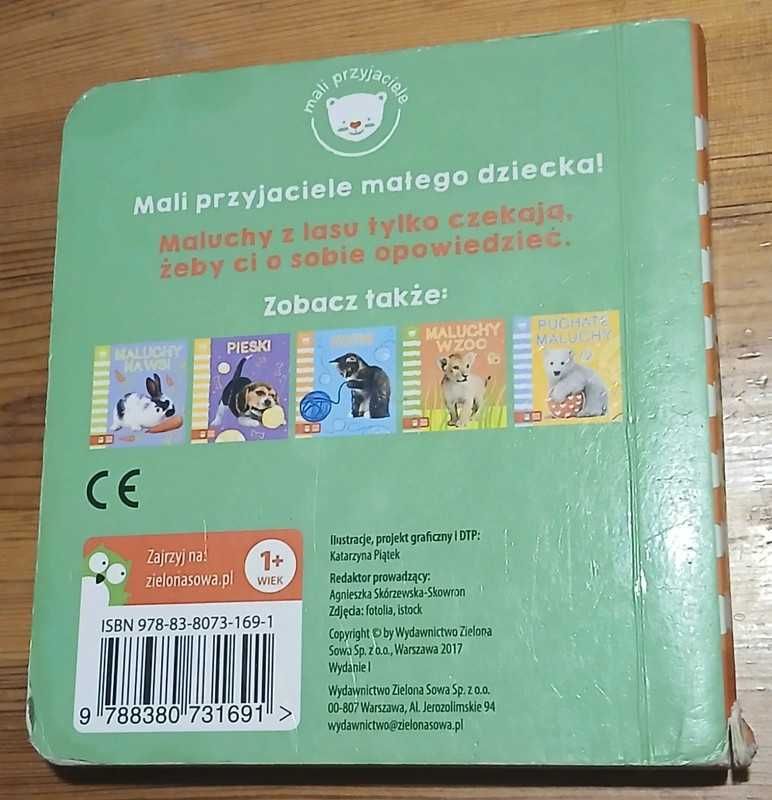 mali przyjaciele
Mali przyjaciele małego dziecka!
Maluchy z lasu tylko czekają,
żeby ci o sobie opowiedzieć.
Zobacz także:
MALUCHY
NA WSI
PIESKI
MALUCHY
W ZOO
PUCHATE
MALUCHY
CE
Zajrzyj na:
zielonasowa.pl
1+
WIEK
ISBN 978-83-8073-169-1
9 788380 731691 >
Ilustracje, projekt graficzny i DTP:
Katarzyna Piątek
Redaktor prowadzący:
Agnieszka Skórzewska-Skowron
Zdjęcia: fotolia, istock
Copyright © by Wydawnictwo Zielona
Sowa Sp. z o.o., Warszawa 2017
Wydanie I
Wydawnictwo Zielona Sowa Sp. z o.o.
00-807 Warszawa, Al. Jerozolimskie 94
wydawnictwo@zielonasowa.pl